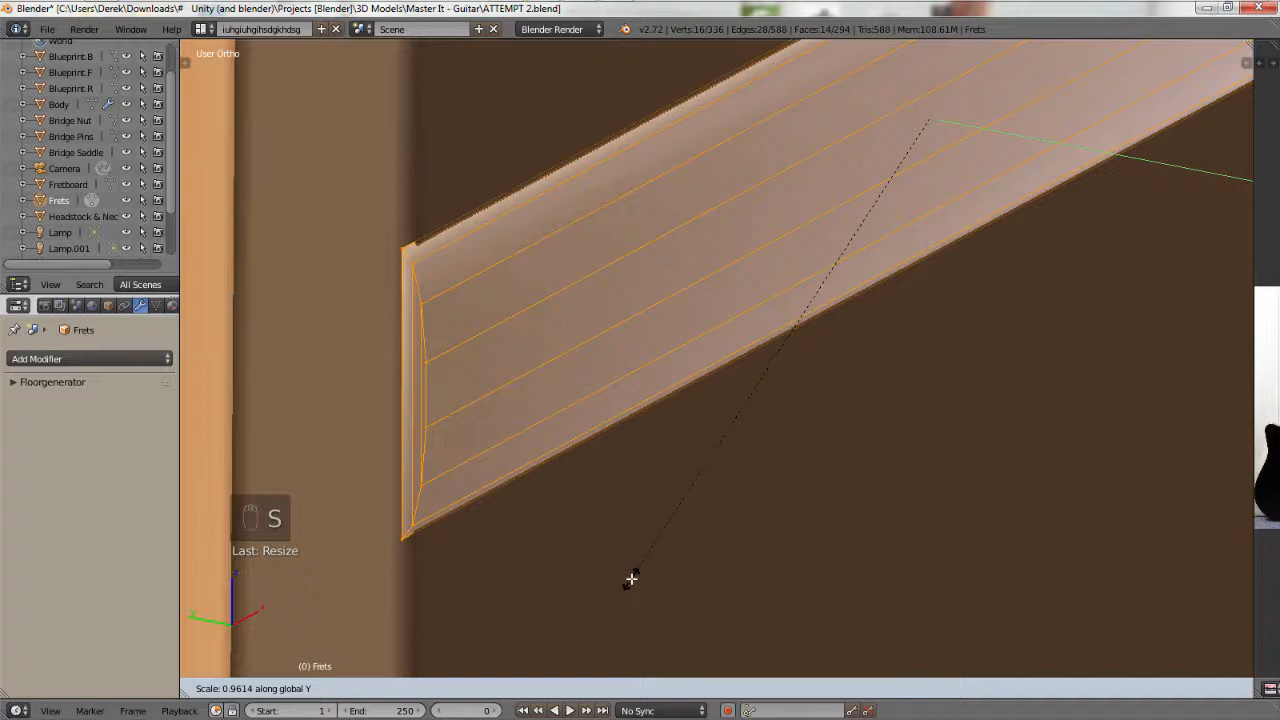 Blender* [C:\Users\Derek\Downloads\# Unity (and blender)\Projects [Blender]\3D Models\Master It - Guitar\ATTEMPT 2.blend]
File Render Window Help iuhgiuhgihsdgkhdsg Scene Blender Render v2.72 | Verts:16/336 | Edges:28/588 | Faces:14/294 | Tris:588 | Mem:108.61M | Frets
User Ortho
World
Blueprint.B
Blueprint.F
Blueprint.R
Body
Bridge Nut
Bridge Pins
Bridge Saddle
Camera
Fretboard
Frets
Headstock & Nec
Lamp
Lamp.001
View Search All Scenes
Frets
Add Modifier
Floorgenerator
S
Last: Resize
z
y x
(0) Frets
Scale: 0.9614 along global Y
View Marker Frame Playback Start: 1 End: 250 0 No Sync